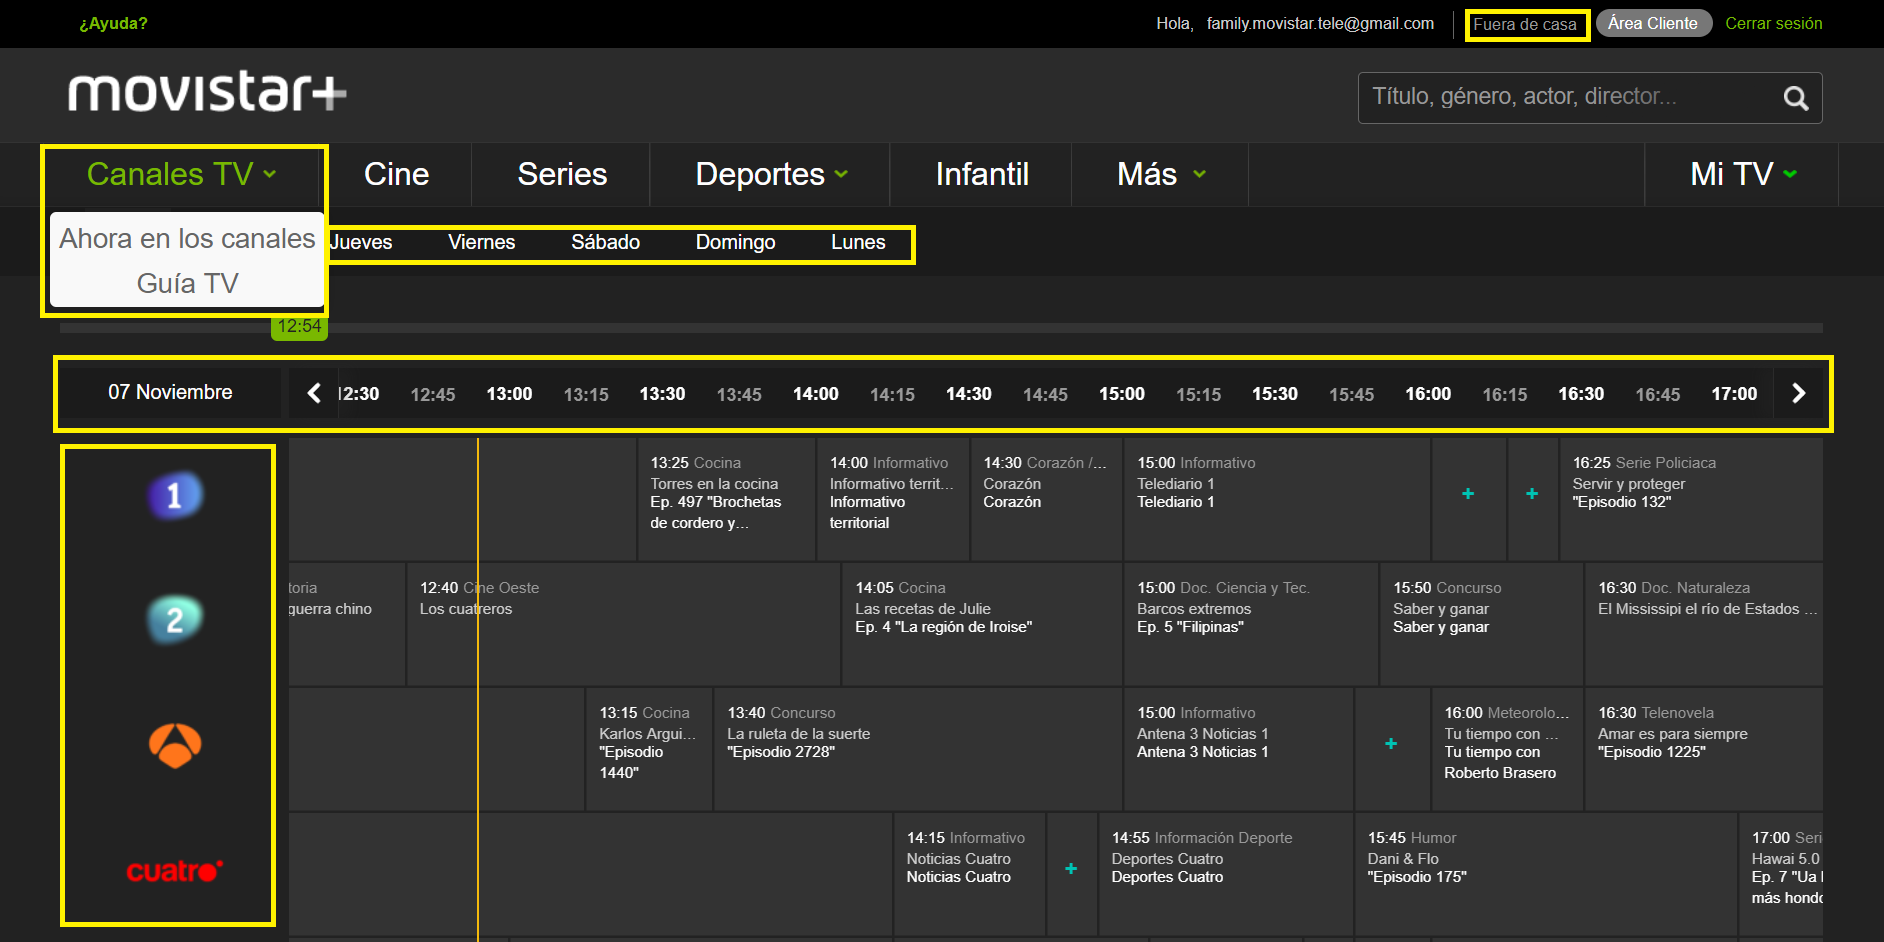 ¿Ayuda?
Hola, family.movistar.tele@gmail.com
Fuera de casa
Área Cliente
Cerrar sesión
movistar+
Título, género, actor, director...
Canales TV
Cine
Series
Deportes
Infantil
Más
Mi TV
Ahora en los canales
Guía TV
Jueves
Viernes
Sábado
Domingo
Lunes
12:54
07 Noviembre
12:30 12:45 13:00 13:15 13:30 13:45 14:00 14:15 14:30 14:45 15:00 15:15 15:30 15:45 16:00 16:15 16:30 16:45 17:00
1
13:25 Cocina
Torres en la cocina
Ep. 497 "Brochetas
de cordero y...
14:00 Informativo
Informativo territ...
Informativo
territorial
14:30 Corazón /...
Corazón
Corazón
15:00 Informativo
Telediario 1
Telediario 1
+
+
16:25 Serie Policiaca
Servir y proteger
"Episodio 132"
2
toria
guerra chino
12:40 Cine Oeste
Los cuatreros
14:05 Cocina
Las recetas de Julie
Ep. 4 "La región de Iroise"
15:00 Doc. Ciencia y Tec.
Barcos extremos
Ep. 5 "Filipinas"
15:50 Concurso
Saber y ganar
Saber y ganar
16:30 Doc. Naturaleza
El Mississipi el río de Estados ...
13:15 Cocina
Karlos Argui...
"Episodio
1440"
13:40 Concurso
La ruleta de la suerte
"Episodio 2728"
15:00 Informativo
Antena 3 Noticias 1
Antena 3 Noticias 1
+
16:00 Meteorolo...
Tu tiempo con ...
Tu tiempo con
Roberto Brasero
16:30 Telenovela
Amar es para siempre
"Episodio 1225"
cuatro
14:15 Informativo
Noticias Cuatro
Noticias Cuatro
+
14:55 Información Deporte
Deportes Cuatro
Deportes Cuatro
15:45 Humor
Dani & Flo
"Episodio 175"
17:00 Seri
Hawai 5.0
Ep. 7 "Ua
más hondo